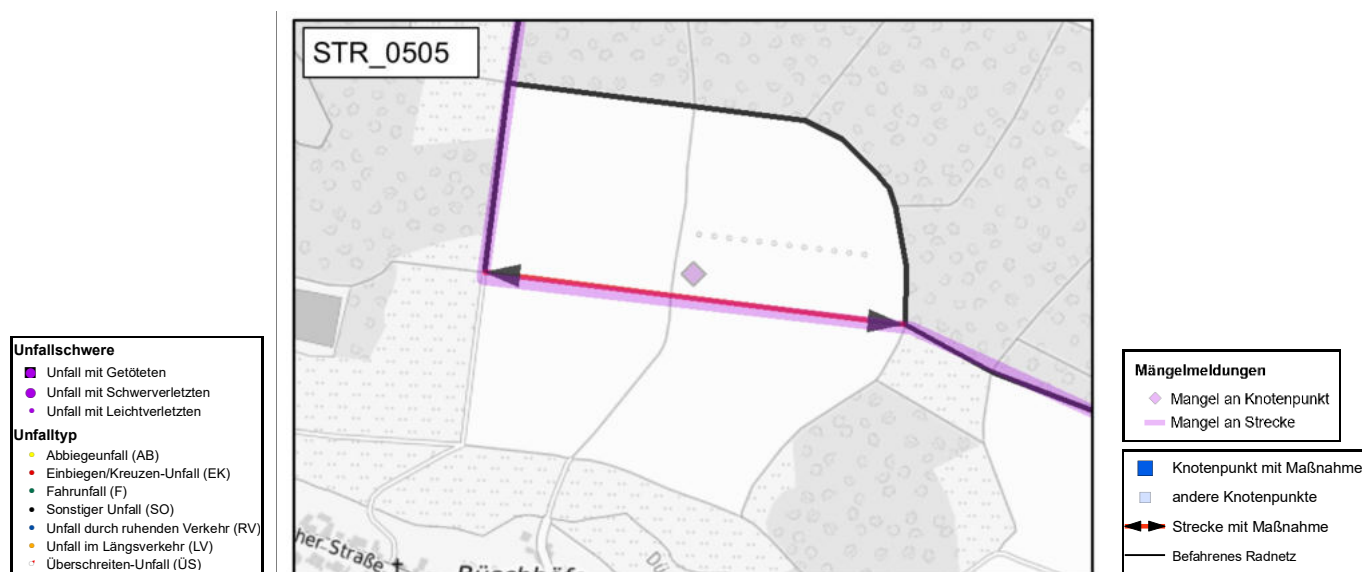 STR_0505
her Straße
Dü
Unfallschwere
Unfall mit Getöteten
Unfall mit Schwerverletzten
Unfall mit Leichtverletzten
Unfalltyp
Abbiegeunfall (AB)
Einbiegen/Kreuzen-Unfall (EK)
Fahrunfall (F)
Sonstiger Unfall (SO)
Unfall durch ruhenden Verkehr (RV)
Unfall im Längsverkehr (LV)
Überschreiten-Unfall (ÜS)
Mängelmeldungen
Mangel an Knotenpunkt
Mangel an Strecke
Knotenpunkt mit Maßnahme
andere Knotenpunkte
Strecke mit Maßnahme
Befahrenes Radnetz